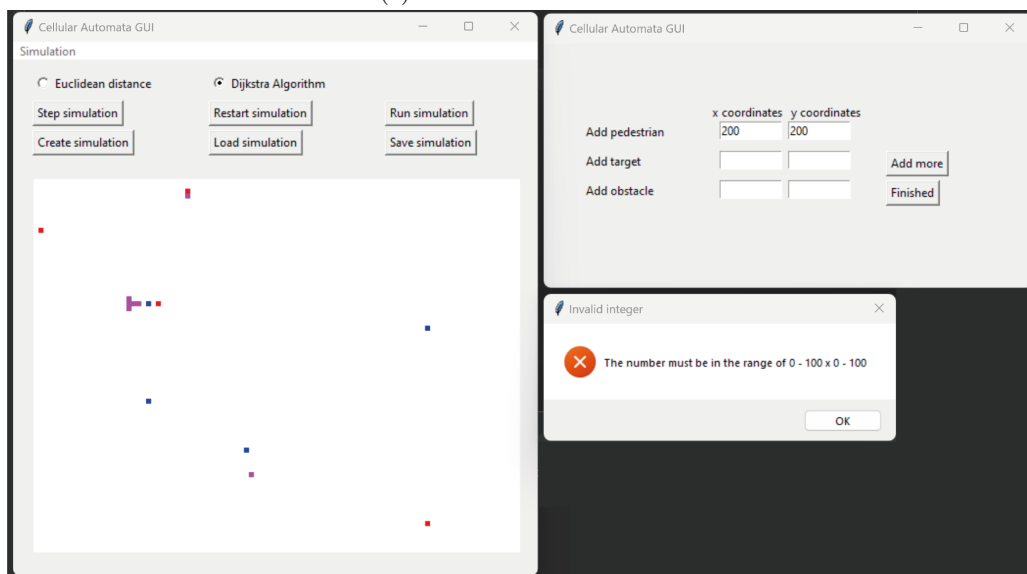 Cellular Automata GUI
Simulation
Euclidean distance
Dijkstra Algorithm
Step simulation
Restart simulation
Run simulation
Create simulation
Load simulation
Save simulation
Cellular Automata GUI
x coordinates y coordinates
Add pedestrian 200 200
Add target
Add more
Add obstacle
Finished
Invalid integer
The number must be in the range of 0 - 100 x 0 - 100
OK